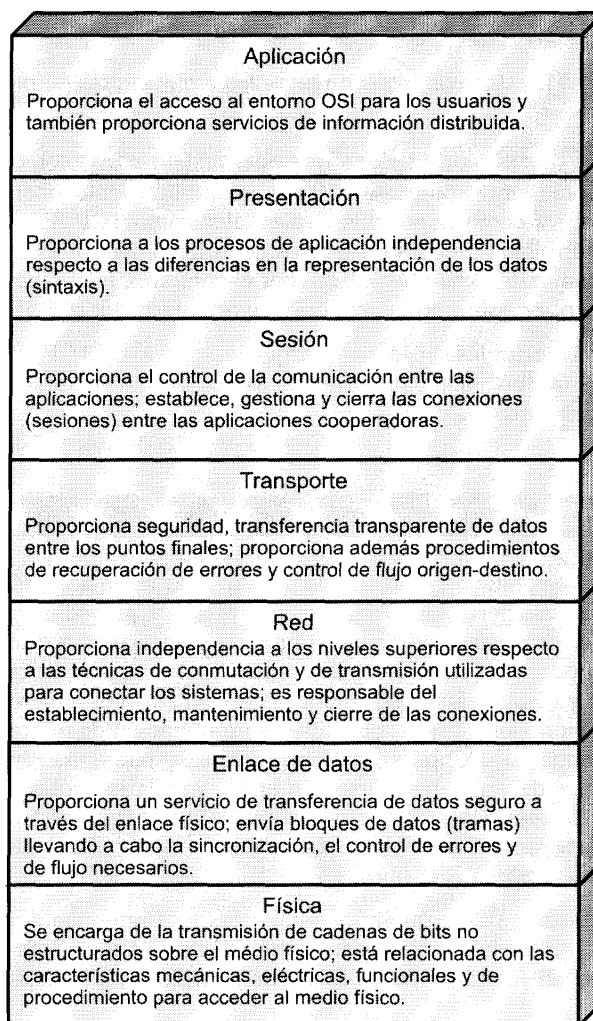 Aplicación
Proporciona el acceso al entorno OSI para los usuarios y
también proporciona servicios de información distribuida.
Presentación
Proporciona a los procesos de aplicación independencia
respecto a las diferencias en la representación de los datos
(sintaxis).
Sesión
Proporciona el control de la comunicación entre las
aplicaciones; establece, gestiona y cierra las conexiones
(sesiones) entre las aplicaciones cooperadoras.
Transporte
Proporciona seguridad, transferencia transparente de datos
entre los puntos finales; proporciona además procedimientos
de recuperación de errores y control de flujo origen-destino.
Red
Proporciona independencia a los niveles superiores respecto
a las técnicas de conmutación y de transmisión utilizadas
para conectar los sistemas; es responsable del
establecimiento, mantenimiento y cierre de las conexiones.
Enlace de datos
Proporciona un servicio de transferencia de datos seguro a
través del enlace físico; envía bloques de datos (tramas)
llevando a cabo la sincronización, el control de errores y
de flujo necesarios.
Física
Se encarga de la transmisión de cadenas de bits no
estructurados sobre el médio físico; está relacionada con las
características mecánicas, eléctricas, funcionales y de
procedimiento para acceder al medio físico.